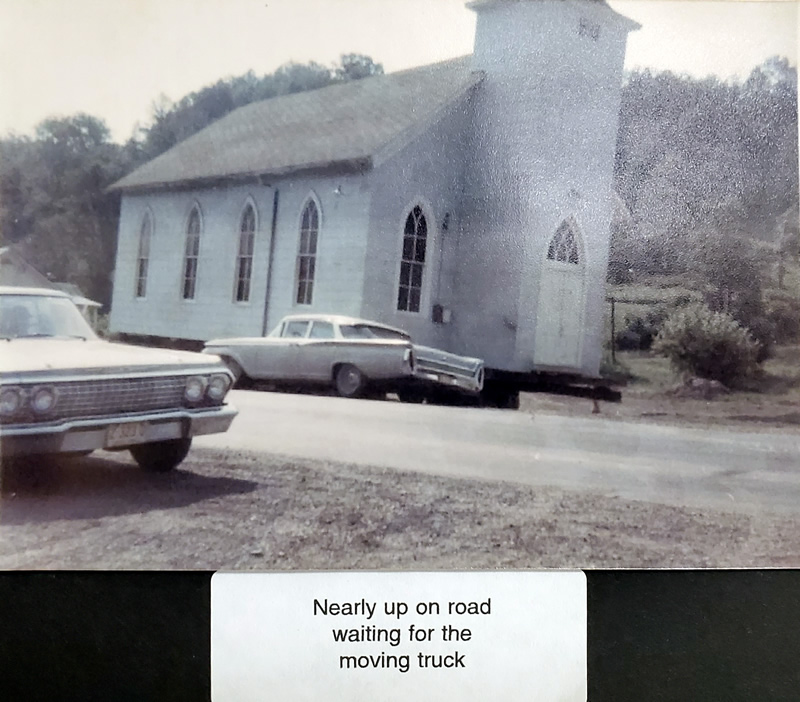 Nearly up on road
waiting for the
moving truck